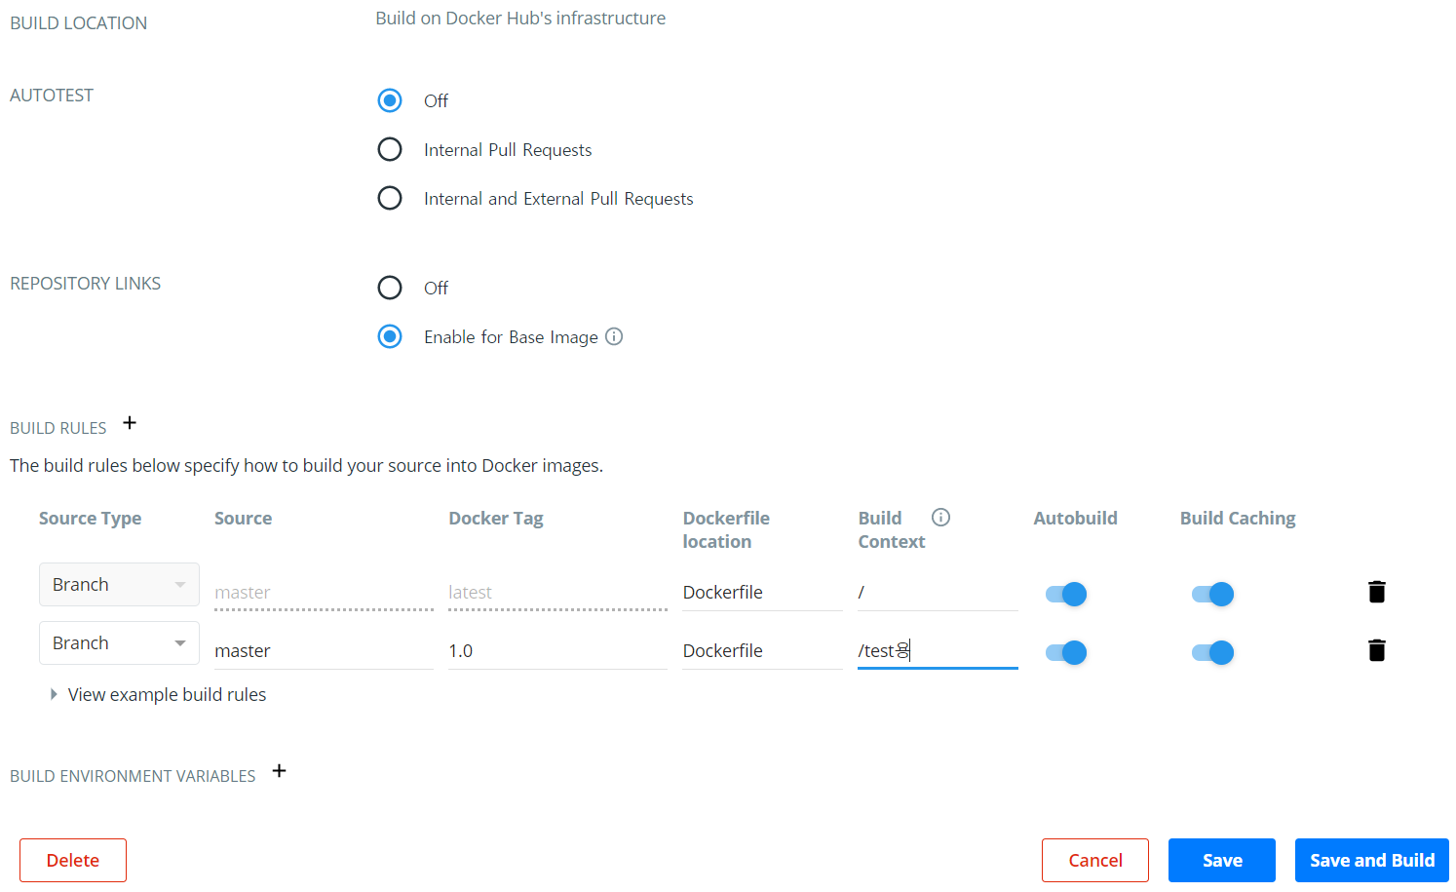 BUILD LOCATION Build on Docker Hub's infrastructure
AUTOTEST Off
Internal Pull Requests
Internal and External Pull Requests
REPOSITORY LINKS Off
Enable for Base Image
BUILD RULES +
The build rules below specify how to build your source into Docker images.
Source Type Source Docker Tag Dockerfile location Build Context Autobuild Build Caching
Branch master latest Dockerfile /
Branch master 1.0 Dockerfile /test용
View example build rules
BUILD ENVIRONMENT VARIABLES +
Delete Cancel Save Save and Build